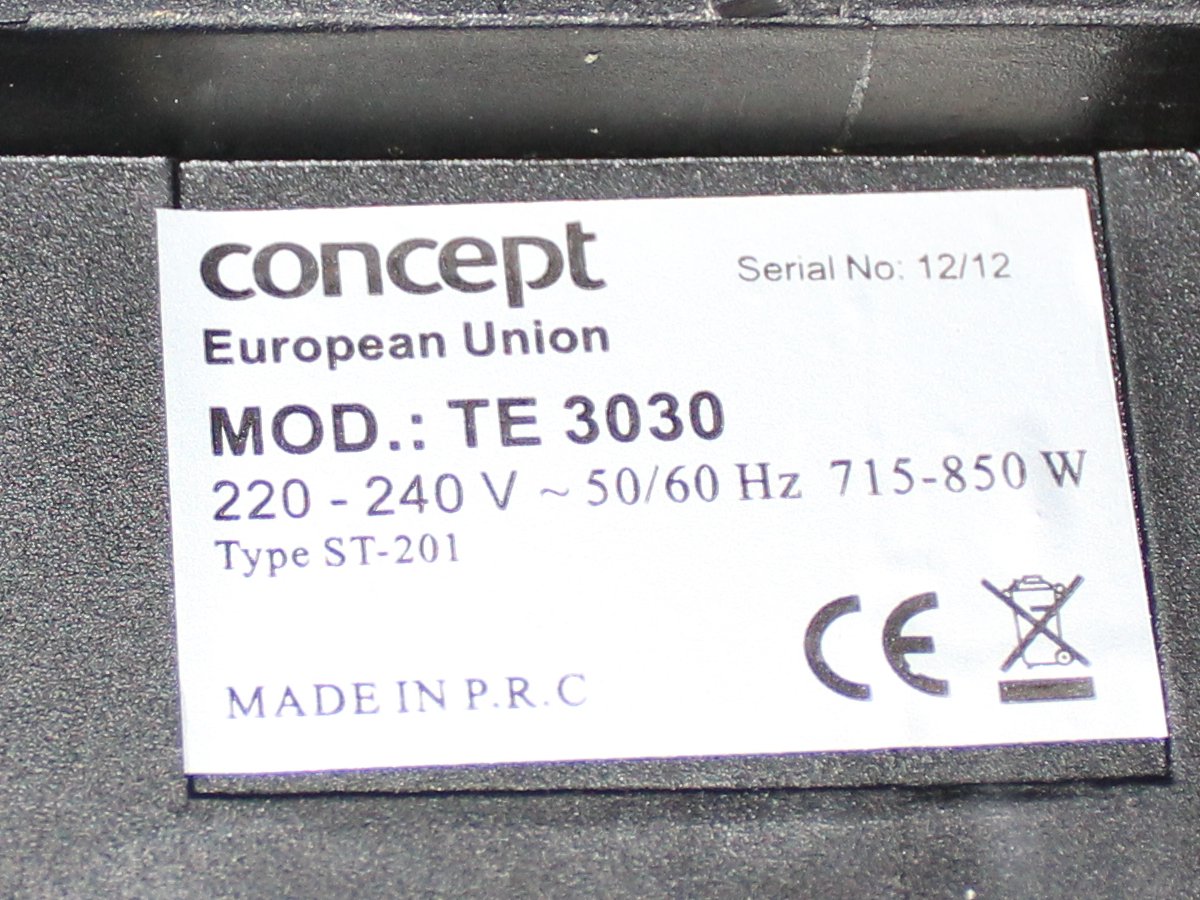 concept
Serial No: 12/12
European Union
MOD.: TE 3030
220 - 240 V ~ 50/60 Hz 715-850 W
Type ST-201
CE
MADE IN P.R.C